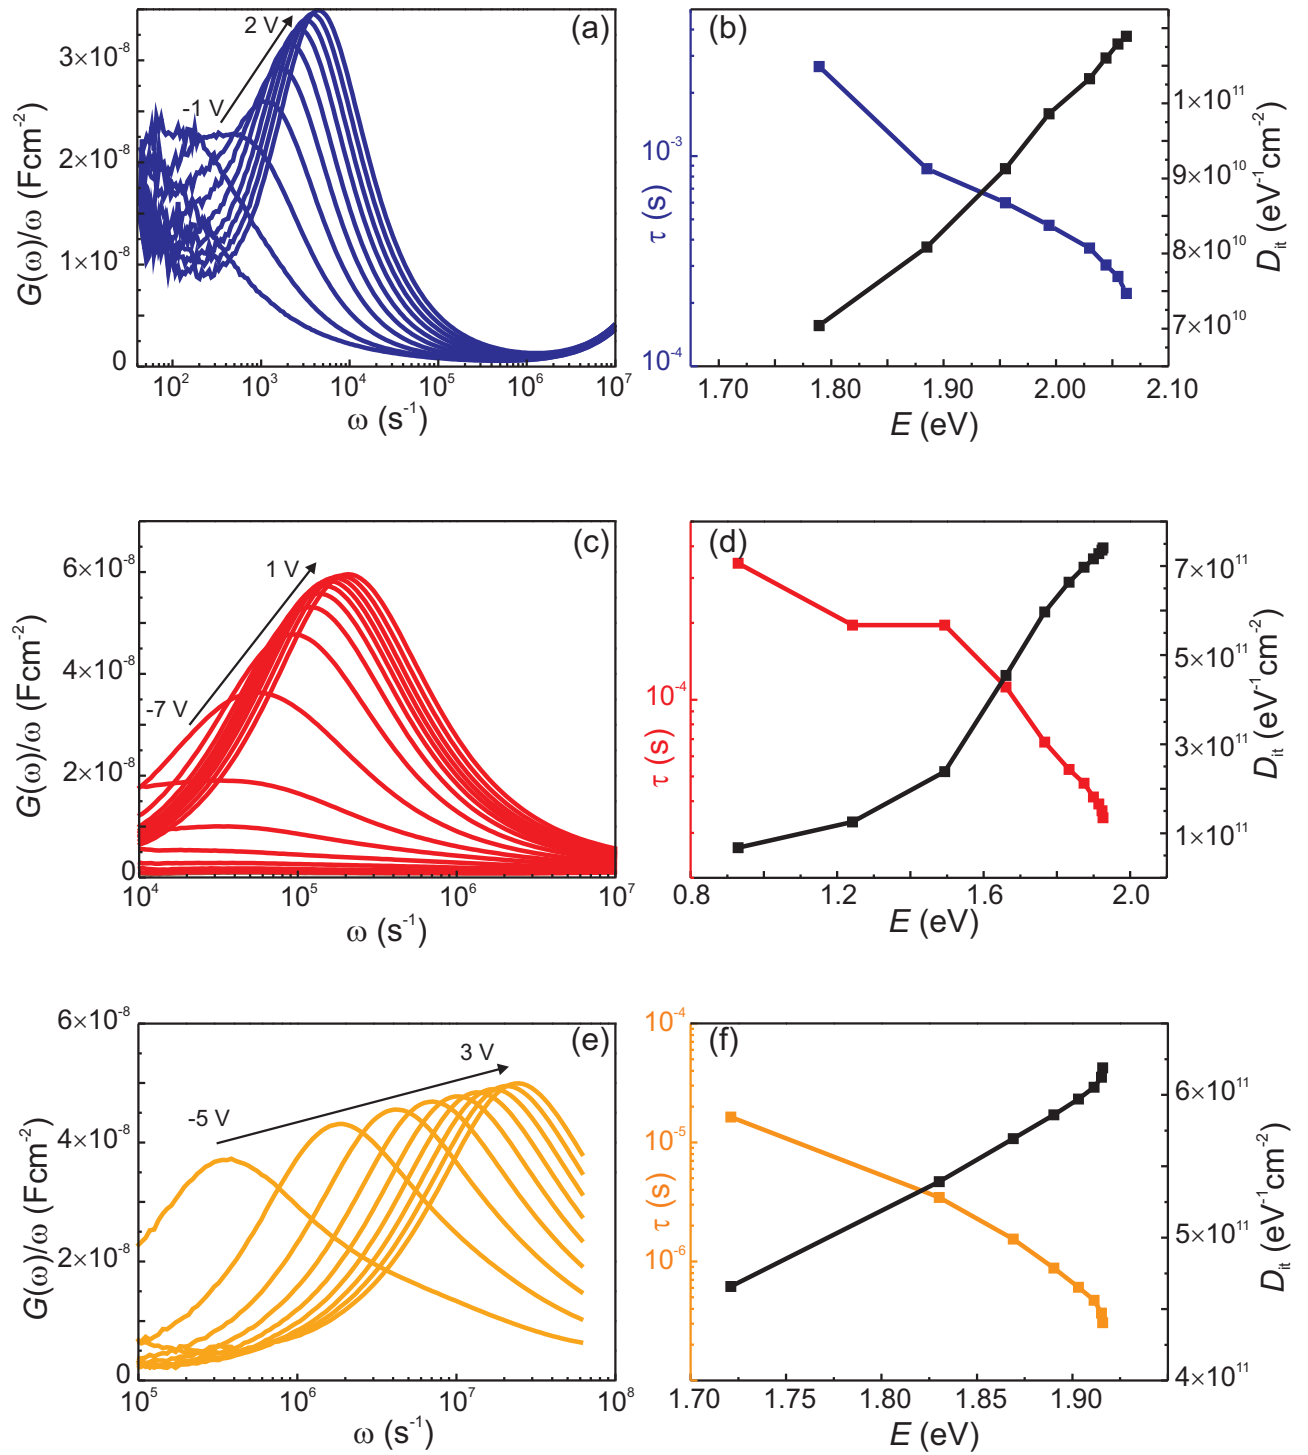 (a)
2 V
-1 V
3×10⁻⁸
2×10⁻⁸
1×10⁻⁸
0
G(ω)/ω (Fcm⁻²)
10² 10³ 10⁴ 10⁵ 10⁶ 10⁷
ω (s⁻¹)
(b)
10⁻³
10⁻⁴
τ (s)
1×10¹¹
9×10¹⁰
8×10¹⁰
7×10¹⁰
D_it (eV⁻¹cm⁻²)
1.70 1.80 1.90 2.00 2.10
E (eV)
(c)
1 V
-7 V
6×10⁻⁸
4×10⁻⁸
2×10⁻⁸
0
G(ω)/ω (Fcm⁻²)
10⁴ 10⁵ 10⁶ 10⁷
ω (s⁻¹)
(d)
10⁻⁴
τ (s)
7×10¹¹
5×10¹¹
3×10¹¹
1×10¹¹
D_it (eV⁻¹cm⁻²)
0.8 1.2 1.6 2.0
E (eV)
(e)
3 V
-5 V
6×10⁻⁸
4×10⁻⁸
2×10⁻⁸
0
G(ω)/ω (Fcm⁻²)
10⁵ 10⁶ 10⁷ 10⁸
ω (s⁻¹)
(f)
10⁻⁴
10⁻⁵
10⁻⁶
τ (s)
6×10¹¹
5×10¹¹
4×10¹¹
D_it (eV⁻¹cm⁻²)
1.70 1.75 1.80 1.85 1.90
E (eV)